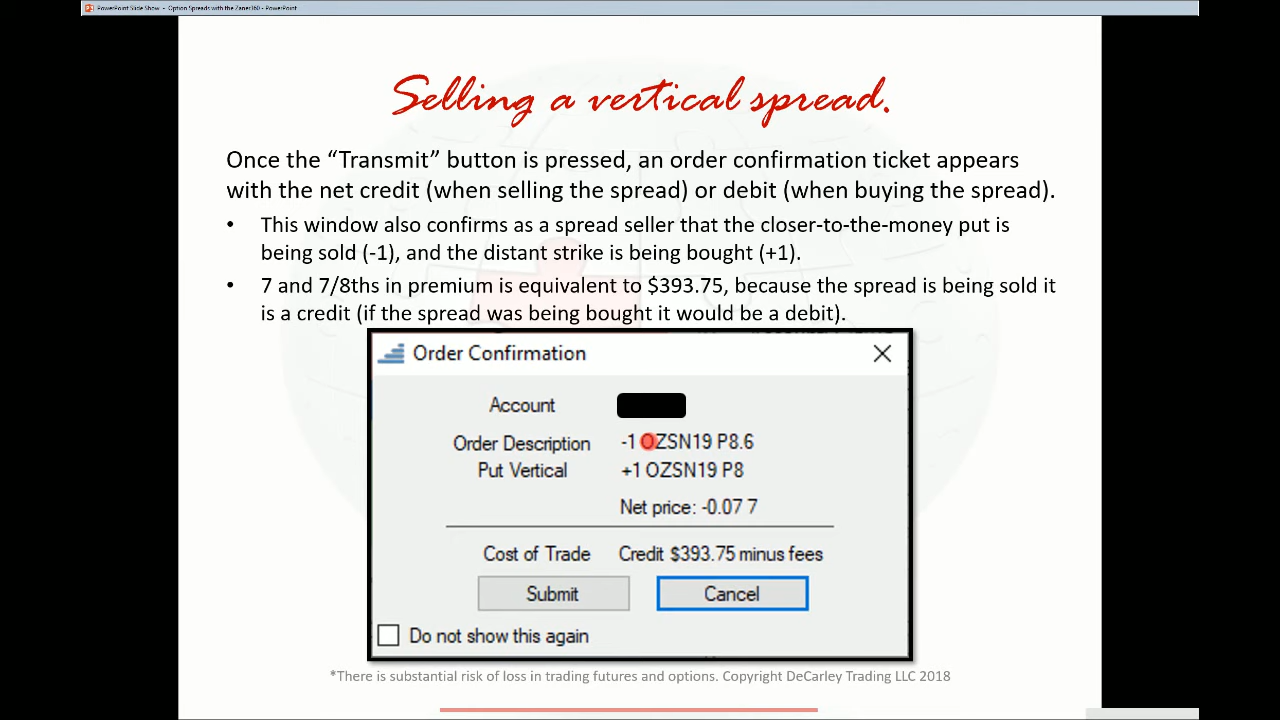 PowerPoint Slide Show - Option Spreads with the Zaner360 - PowerPoint
Selling a vertical spread.
Once the “Transmit” button is pressed, an order confirmation ticket appears
with the net credit (when selling the spread) or debit (when buying the spread).
• This window also confirms as a spread seller that the closer-to-the-money put is
being sold (-1), and the distant strike is being bought (+1).
• 7 and 7/8ths in premium is equivalent to $393.75, because the spread is being sold it
is a credit (if the spread was being bought it would be a debit).
Order Confirmation
Account
Order Description -1 OZSN19 P8.6
Put Vertical +1 OZSN19 P8
Net price: -0.07 7
Cost of Trade Credit $393.75 minus fees
Submit Cancel
Do not show this again
*There is substantial risk of loss in trading futures and options. Copyright DeCarley Trading LLC 2018